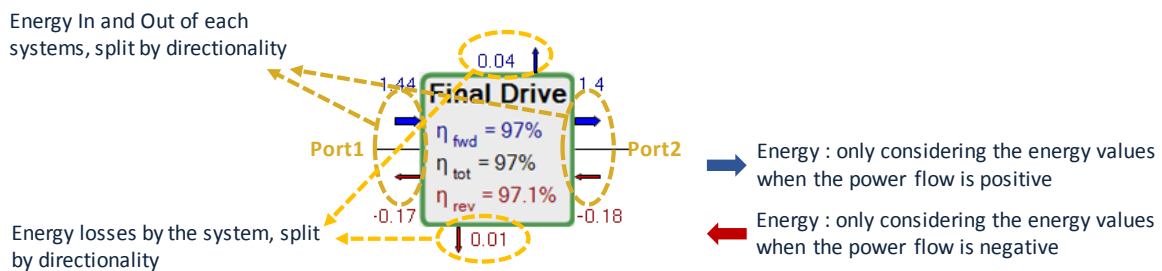 Energy In and Out of each
systems, split by directionality
0.04
1.44
1.4
Final Drive
η fwd = 97%
Port1
Port2
η tot = 97%
η rev = 97.1%
-0.17
-0.18
0.01
Energy losses by the system, split
by directionality
Energy : only considering the energy values
when the power flow is positive
Energy : only considering the energy values
when the power flow is negative